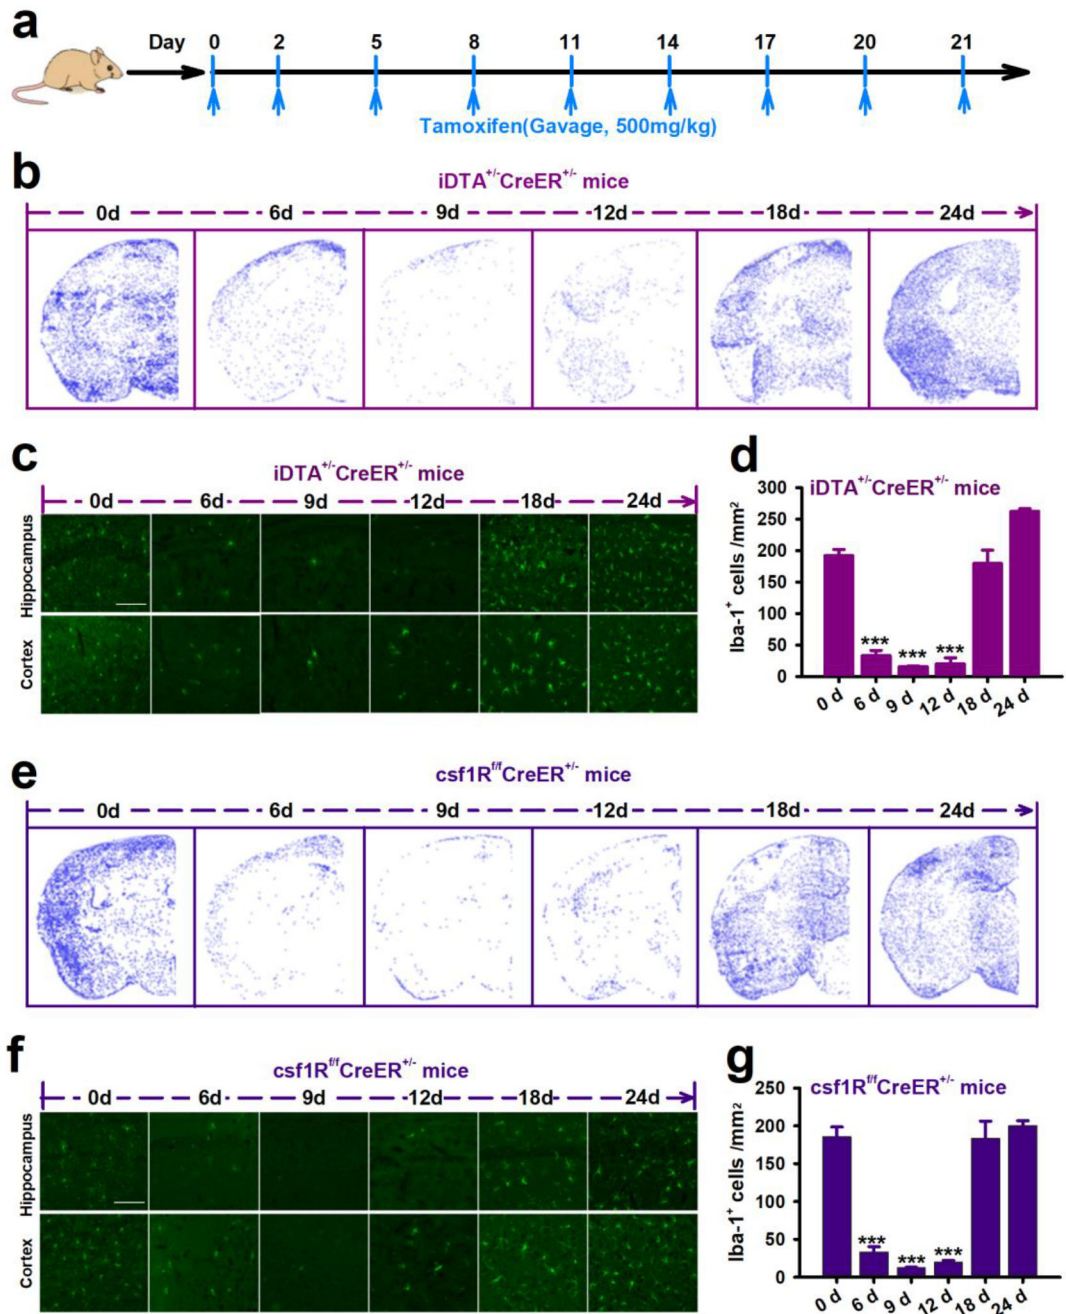 a
Day 0 2 5 8 11 14 17 20 21
Tamoxifen(Gavage, 500mg/kg)
b
iDTA+/-CreER+/- mice
0d 6d 9d 12d 18d 24d
c
iDTA+/-CreER+/- mice
0d 6d 9d 12d 18d 24d
Hippocampus
Cortex
d
iDTA+/-CreER+/- mice
Iba-1+ cells /mm2
300
250
200
150
100
50
0
*** *** ***
0 d 6 d 9 d 12 d 18 d 24 d
e
csf1Rf/fCreER+/- mice
0d 6d 9d 12d 18d 24d
f
csf1Rf/fCreER+/- mice
0d 6d 9d 12d 18d 24d
Hippocampus
Cortex
g
csf1Rf/fCreER+/- mice
Iba-1+ cells /mm2
250
200
150
100
50
0
*** *** ***
0 d 6 d 9 d 12 d 18 d 24 d